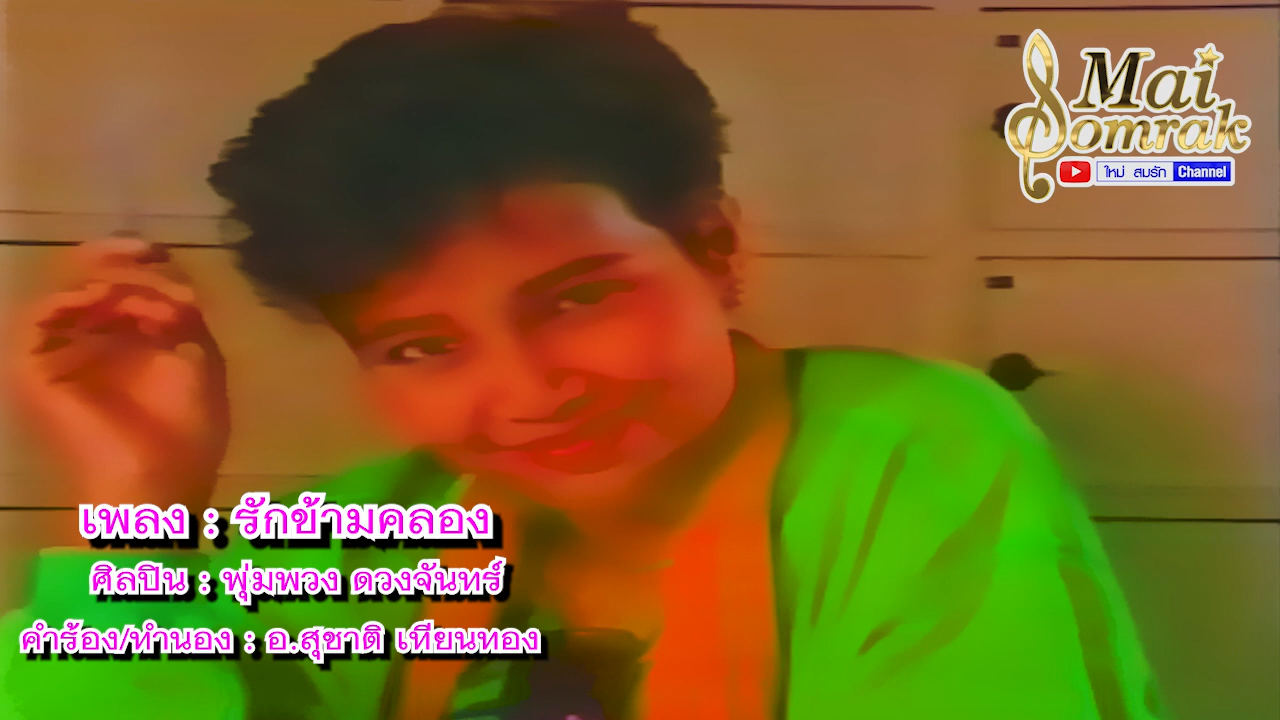 Mai
Somrak
ใหม่ สมรัก Channel
เพลง : รักข้ามคลอง
ศิลปิน : พุ่มพวง ดวงจันทร์
คำร้อง/ทำนอง : อ.สุชาติ เทียนทอง